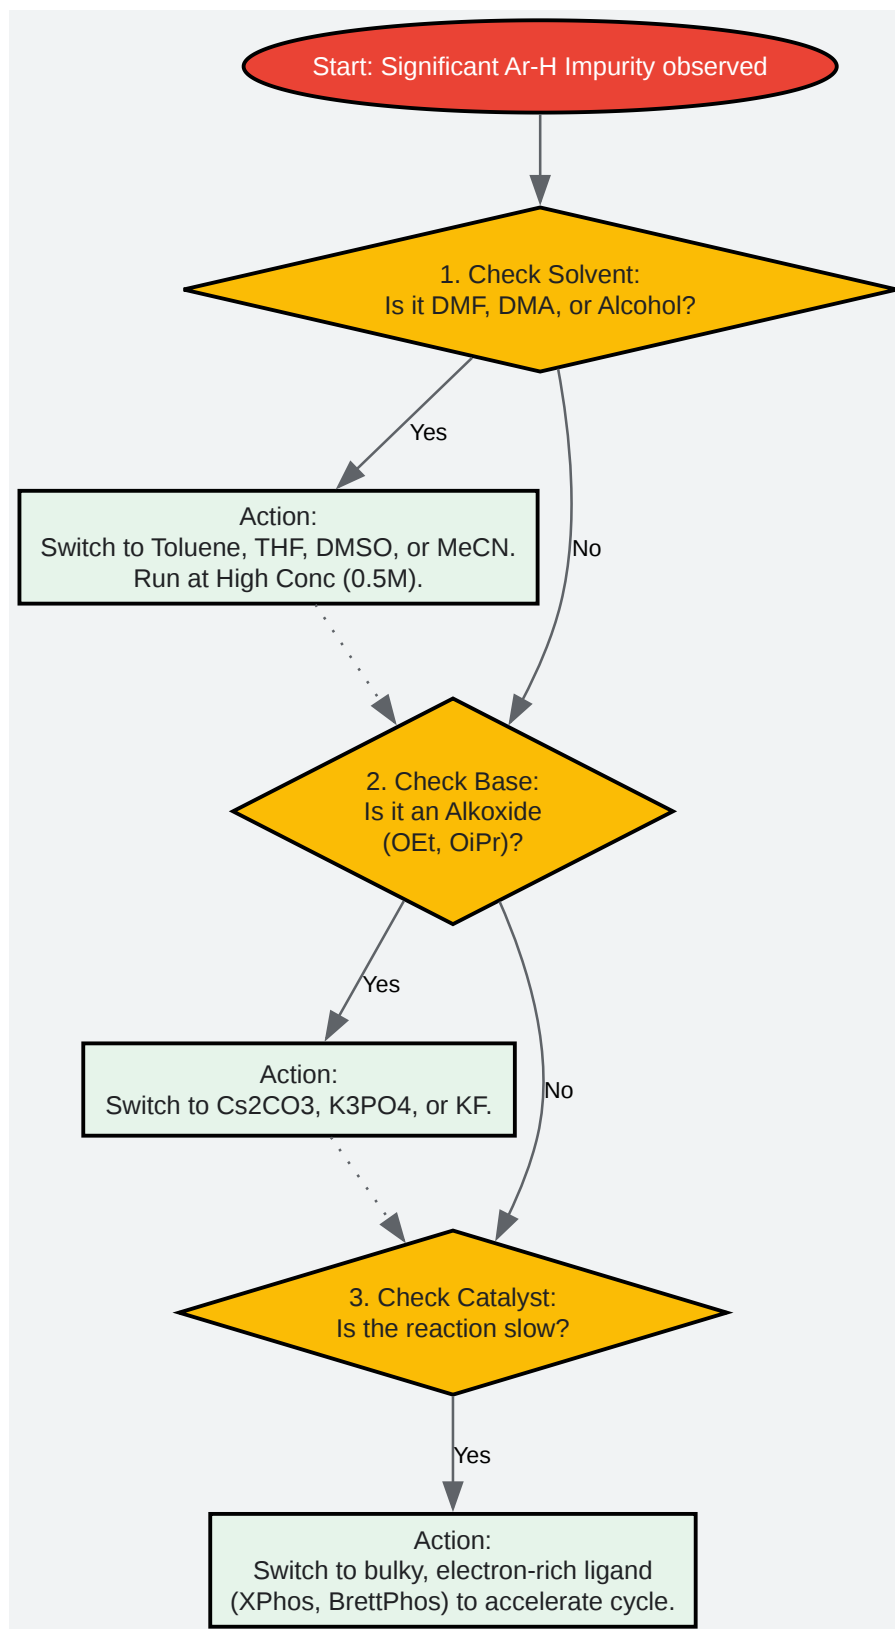 Start: Significant Ar-H Impurity observed
1. Check Solvent:
Is it DMF, DMA, or Alcohol?
Yes
No
Action:
Switch to Toluene, THF, DMSO, or MeCN.
Run at High Conc (0.5M).
2. Check Base:
Is it an Alkoxide
(OEt, OiPr)?
Yes
No
Action:
Switch to Cs2CO3, K3PO4, or KF.
3. Check Catalyst:
Is the reaction slow?
Yes
Action:
Switch to bulky, electron-rich ligand
(XPhos, BrettPhos) to accelerate cycle.